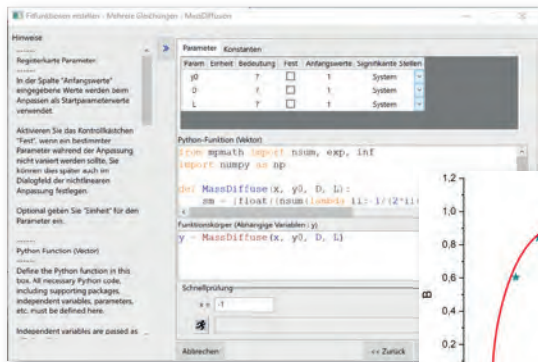 Fitfunktionen erstellen - Mehrere Gleichungen - MassDiffusion
Hinweise
Registerkarte Parameter:
In der Spalte "Anfangswerte"
eingegebene Werte werden beim
Anpassen als Startparameterwerte
verwendet.
Aktivieren Sie das Kontrollkästchen
"Fest", wenn ein bestimmter
Parameter während der Anpassung
nicht variiert werden sollte, Sie
können dies später auch im
Dialogfeld der nichtlinearen
Anpassung festlegen.
Optional geben Sie "Einheit" für den
Parameter ein.
Python Function (Vector)
Define the Python function in this
box. All necessary Python code,
including supporting packages,
independent variables, parameters,
etc. must be defined here.
Independent variables are passed as
Parameter Konstanten
Param. Einheit Bedeutung Fest Anfangswerte Signifikante Stellen
y0 ? 1 System
D ? 1 System
L ? 1 System
Python-Funktion (Vektor)
from mpmath import nsum, exp, inf
import numpy as np
def MassDiffuse(x, y0, D, L):
sm = [float((nsum(lambda ii:-1/(2*ii
Funktionskörper (Abhängige Variablen : y)
y = MassDiffuse(x, y0, D, L)
Schnellprüfung
x = -1
Abbrechen
<< Zurück
1,2
0,8
B
0,6
0,2